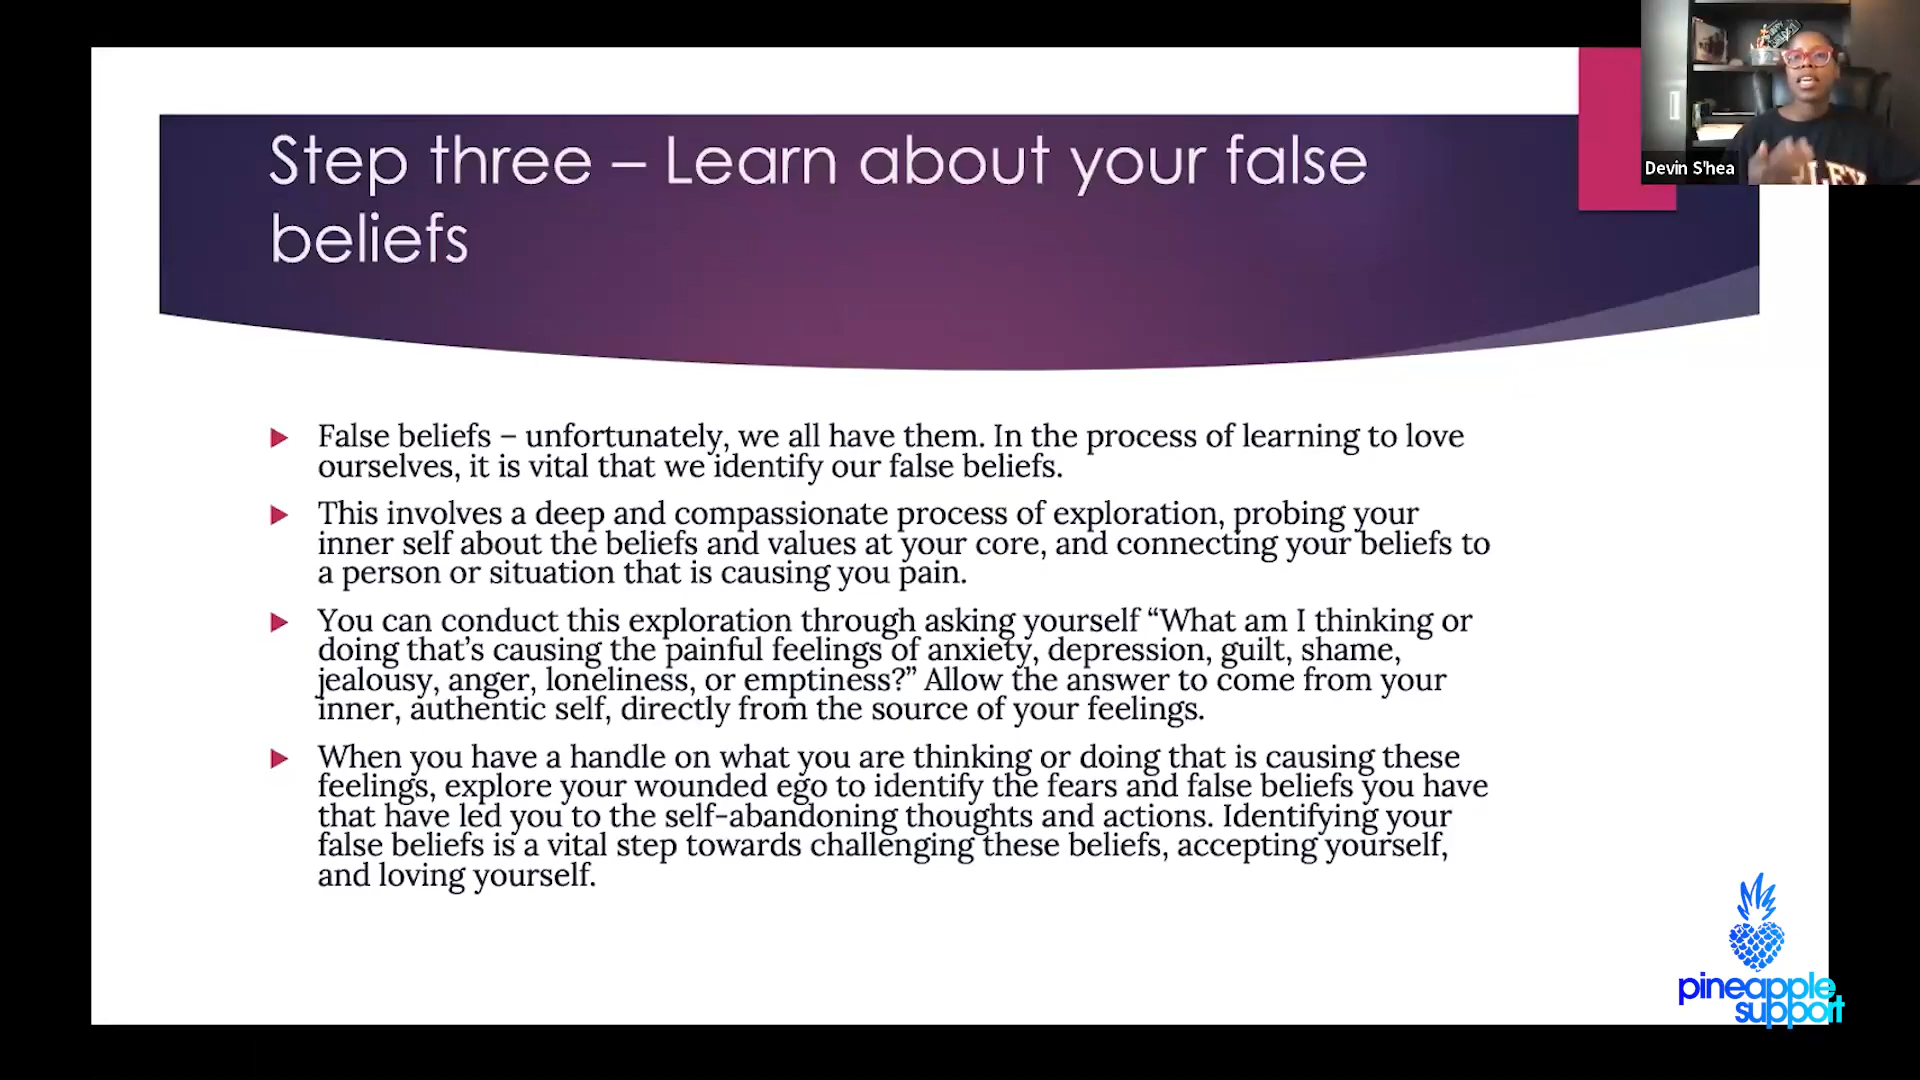 Step three – Learn about your false
beliefs
False beliefs – unfortunately, we all have them. In the process of learning to love
ourselves, it is vital that we identify our false beliefs.
This involves a deep and compassionate process of exploration, probing your
inner self about the beliefs and values at your core, and connecting your beliefs to
a person or situation that is causing you pain.
You can conduct this exploration through asking yourself “What am I thinking or
doing that’s causing the painful feelings of anxiety, depression, guilt, shame,
jealousy, anger, loneliness, or emptiness?” Allow the answer to come from your
inner, authentic self, directly from the source of your feelings.
When you have a handle on what you are thinking or doing that is causing these
feelings, explore your wounded ego to identify the fears and false beliefs you have
that have led you to the self-abandoning thoughts and actions. Identifying your
false beliefs is a vital step towards challenging these beliefs, accepting yourself,
and loving yourself.
Devin S'hea
pineapple
support